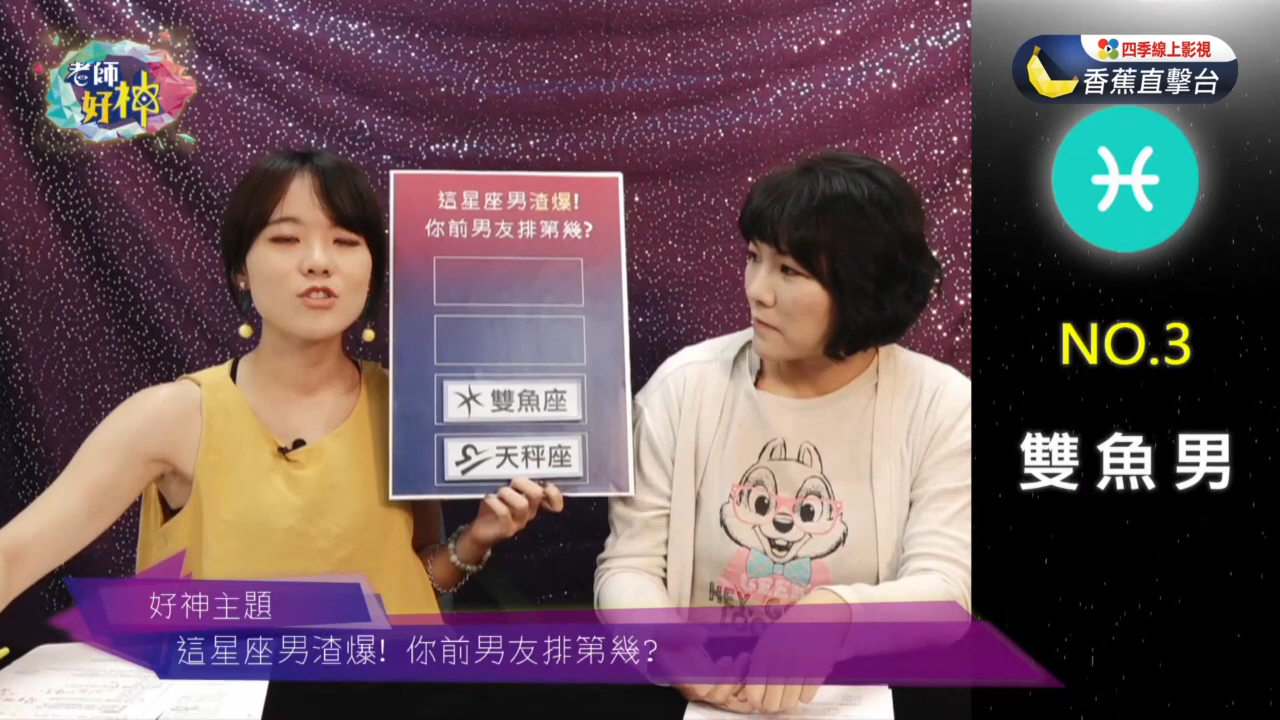 老師
好神
四季線上影視
香蕉直擊台
這星座男渣爆!
你前男友排第幾?
雙魚座
天秤座
NO.3
雙魚男
好神主題
這星座男渣爆! 你前男友排第幾?